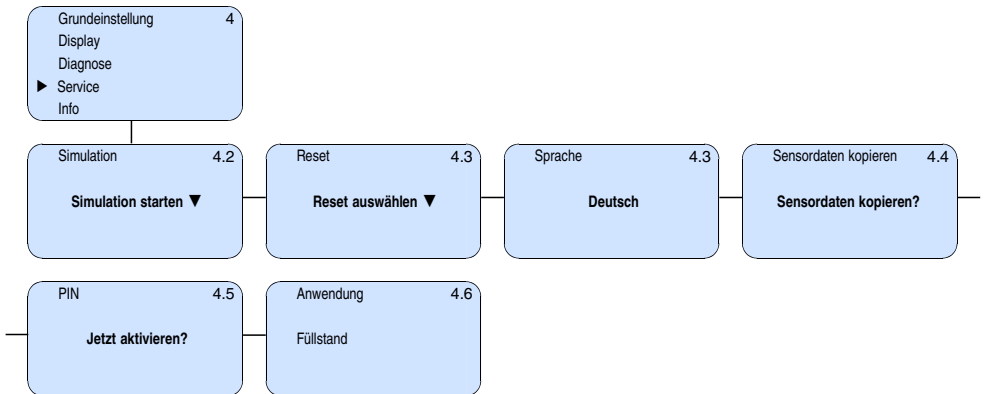 Grundeinstellung 4
Display
Diagnose
▶ Service
Info
Simulation 4.2
Simulation starten ▼
Reset 4.3
Reset auswählen ▼
Sprache 4.3
Deutsch
Sensordaten kopieren 4.4
Sensordaten kopieren?
PIN 4.5
Jetzt aktivieren?
Anwendung 4.6
Füllstand